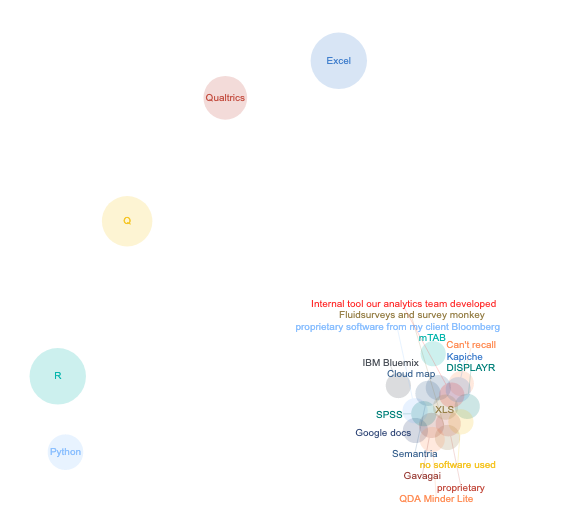 Excel
Qualtrics
Q
Internal tool our analytics team developed
Fluidsurveys and survey monkey
proprietary software from my client Bloomberg
mTAB
Can't recall
Kapiche
IBM Bluemix
DISPLAYR
Cloud map
R
XLS
SPSS
Google docs
Python
Semantria
no software used
Gavagai
proprietary
QDA Minder Lite